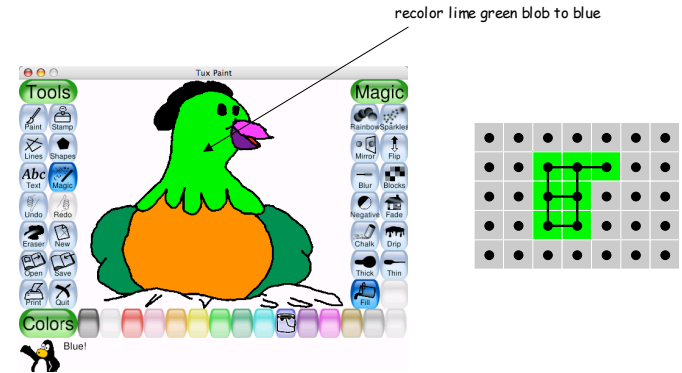 recolor lime green blob to blue
Tux Paint
Tools
Magic
Paint Stamp
Rainbow Sparkles
Lines Shapes
Mirror Flip
Abc
Text Magic
Blur Blocks
Undo Redo
Negative Fade
Eraser New
Chalk Drip
Open Save
Thick Thin
Print Quit
Fill
Colors
Blue!